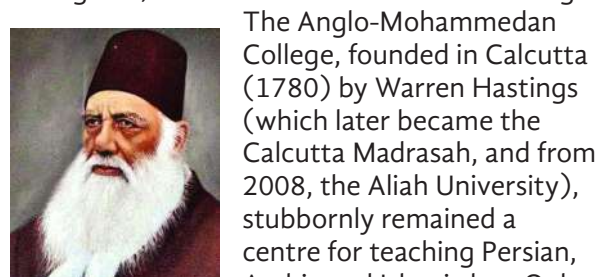 The Anglo-Mohammedan
College, founded in Calcutta
(1780) by Warren Hastings
(which later became the
Calcutta Madrasah, and from
2008, the Aliah University),
stubbornly remained a
centre for teaching Persian,